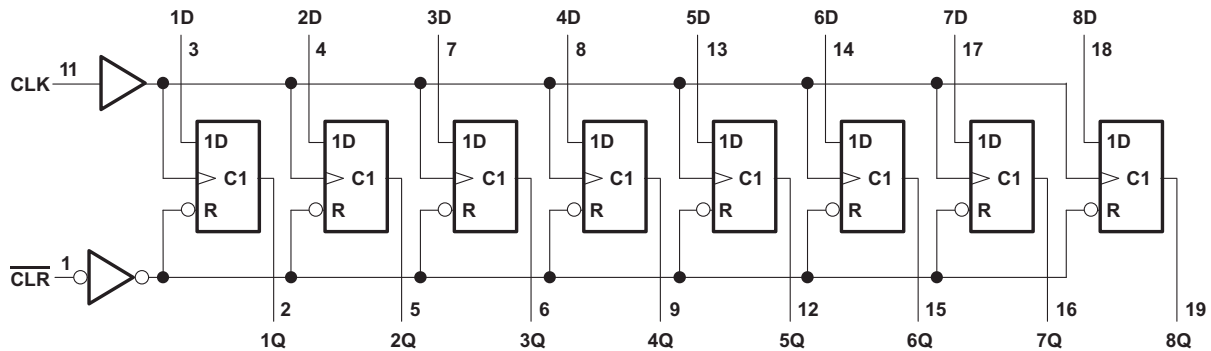 1D 2D 3D 4D 5D 6D 7D 8D
3 4 7 8 13 14 17 18
CLK 11
1D 1D 1D 1D 1D 1D 1D 1D
C1 C1 C1 C1 C1 C1 C1 C1
R R R R R R R R
CLR 1
2 5 6 9 12 15 16 19
1Q 2Q 3Q 4Q 5Q 6Q 7Q 8Q